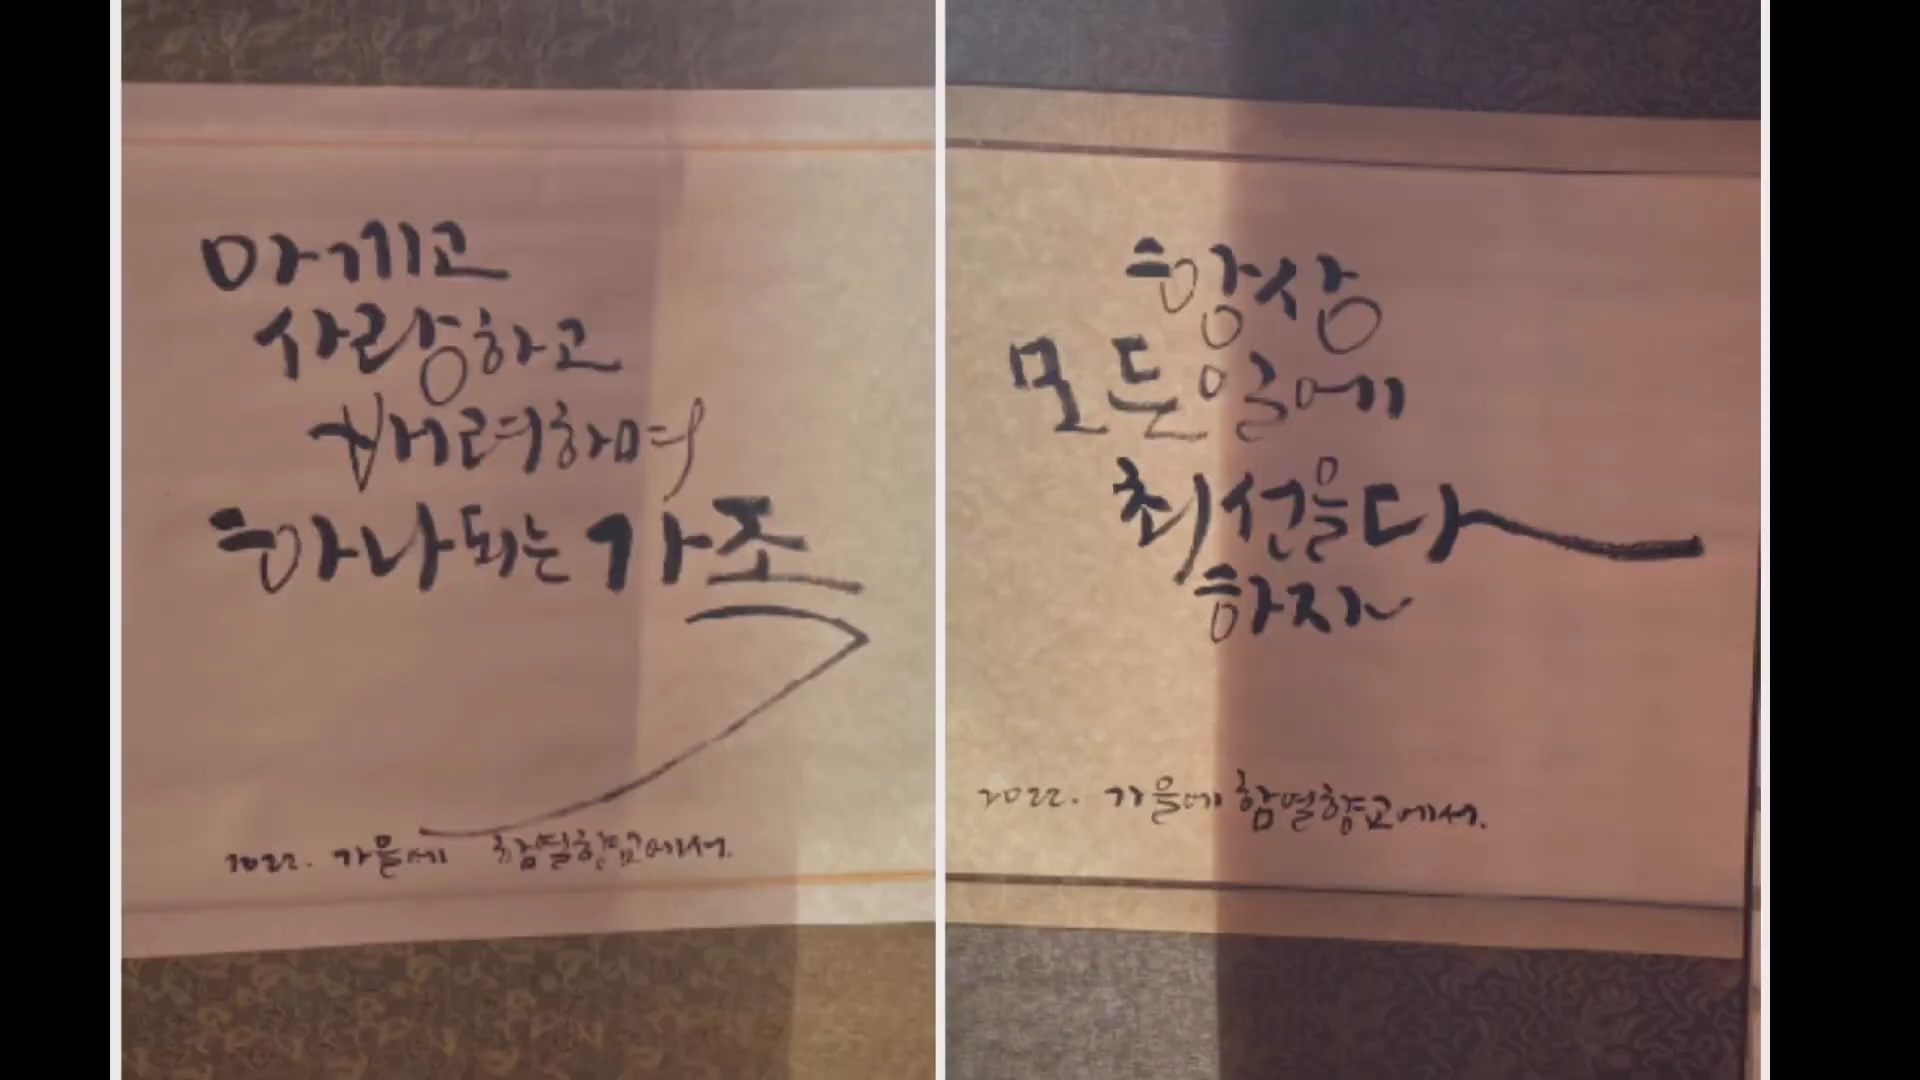 아끼고
사랑하고
배려하며
하나되는 가족
2022. 가을에 함열향교에서.
항상
모든일에
최선을다
하자
2022. 가을에 함열향교에서.